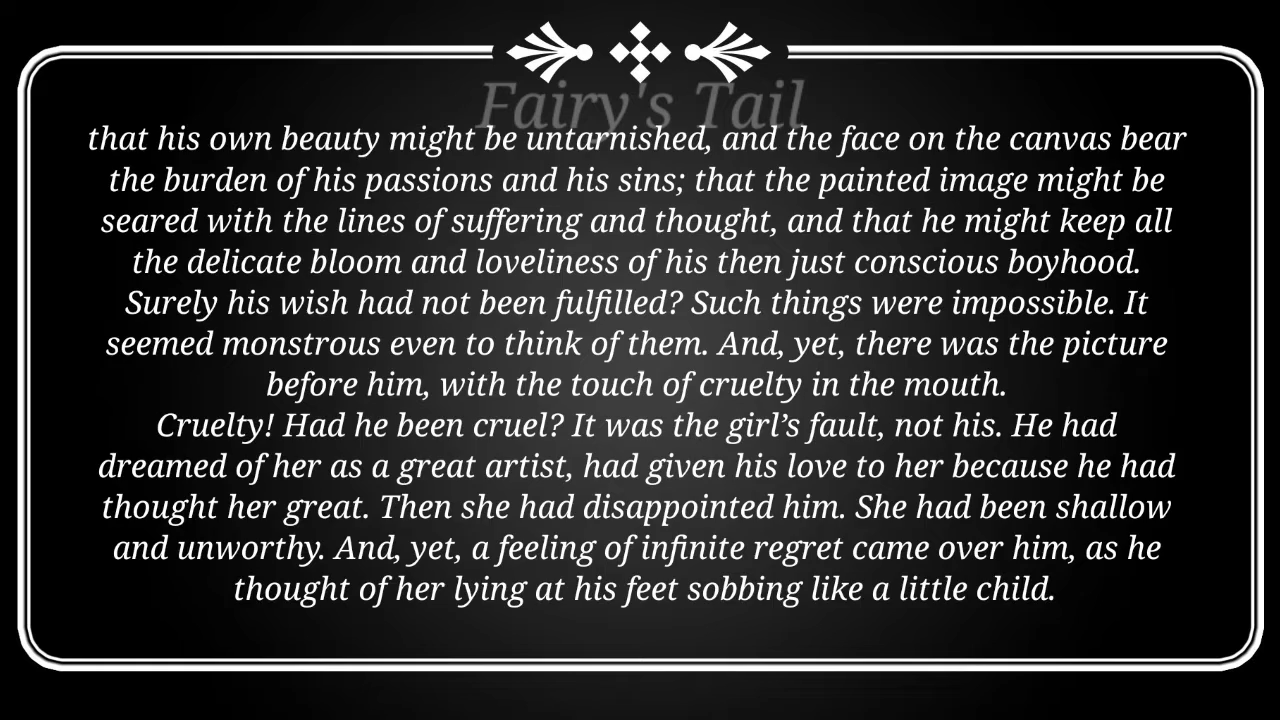 Fairy's Tail
that his own beauty might be untarnished, and the face on the canvas bear
the burden of his passions and his sins; that the painted image might be
seared with the lines of suffering and thought, and that he might keep all
the delicate bloom and loveliness of his then just conscious boyhood.
Surely his wish had not been fulfilled? Such things were impossible. It
seemed monstrous even to think of them. And, yet, there was the picture
before him, with the touch of cruelty in the mouth.
Cruelty! Had he been cruel? It was the girl’s fault, not his. He had
dreamed of her as a great artist, had given his love to her because he had
thought her great. Then she had disappointed him. She had been shallow
and unworthy. And, yet, a feeling of infinite regret came over him, as he
thought of her lying at his feet sobbing like a little child.